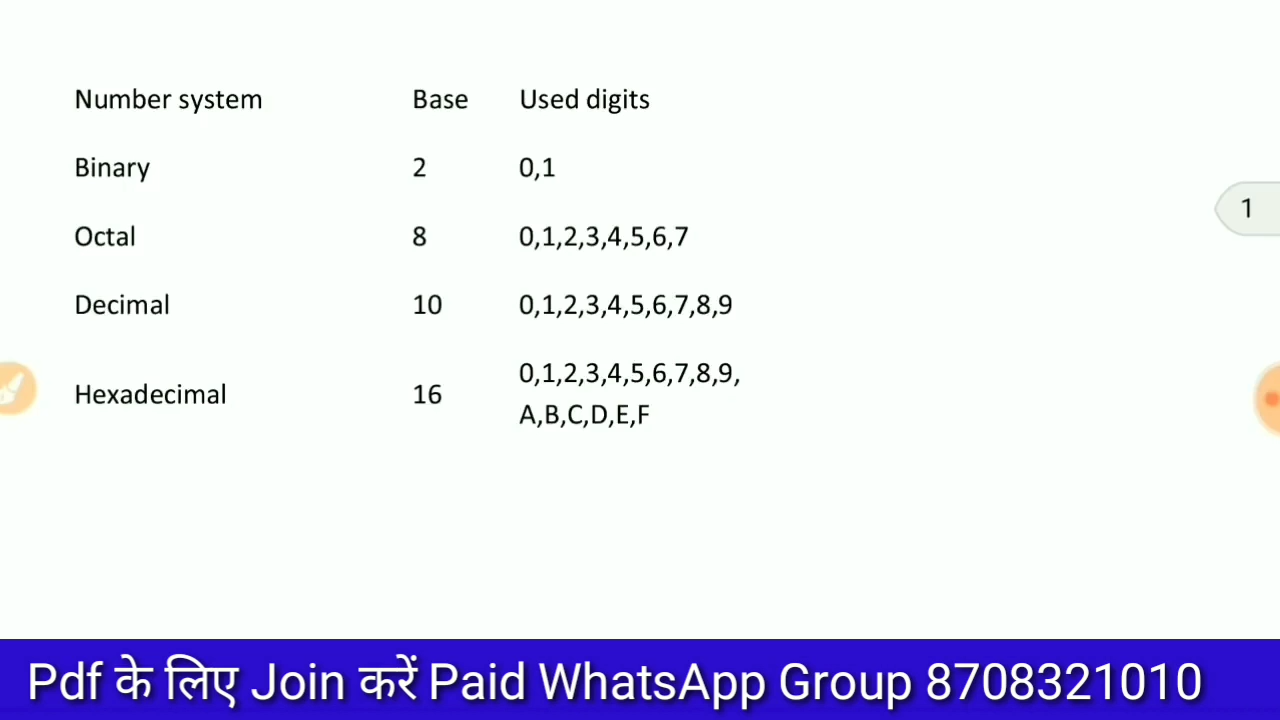 Number system Base Used digits
Binary 2 0,1
Octal 8 0,1,2,3,4,5,6,7
Decimal 10 0,1,2,3,4,5,6,7,8,9
Hexadecimal 16 0,1,2,3,4,5,6,7,8,9,
A,B,C,D,E,F
1
Pdf के लिए Join करें Paid WhatsApp Group 8708321010